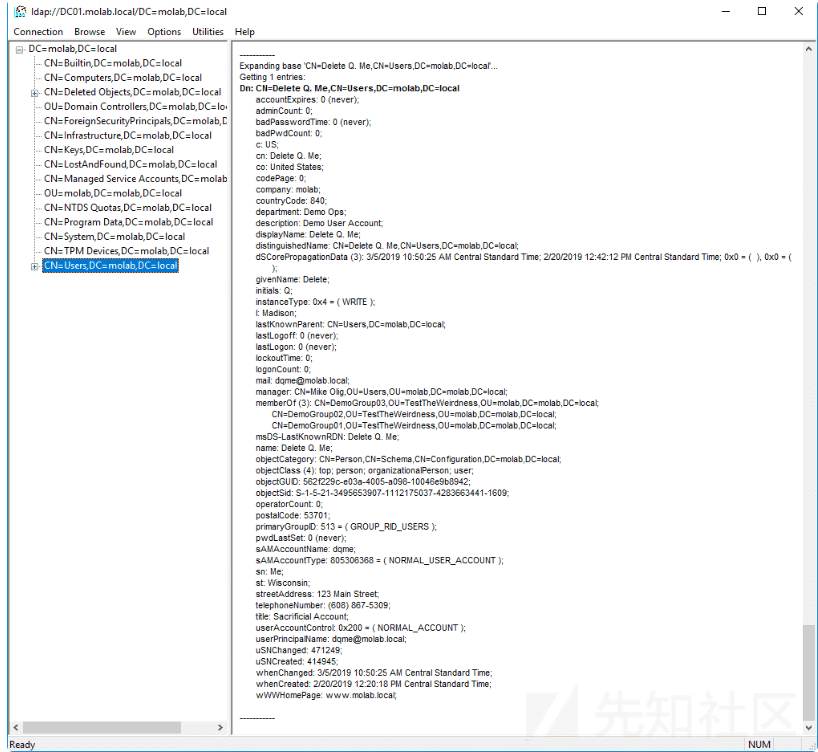 ldap://DC01.molab.local/DC=molab,DC=local
Connection Browse View Options Utilities Help
DC=molab,DC=local
CN=Builtin,DC=molab,DC=local
CN=Computers,DC=molab,DC=local
CN=Deleted Objects,DC=molab,DC=local
OU=Domain Controllers,DC=molab,DC=lo
CN=ForeignSecurityPrincipals,DC=molab,D
CN=Infrastructure,DC=molab,DC=local
CN=Keys,DC=molab,DC=local
CN=LostAndFound,DC=molab,DC=local
CN=Managed Service Accounts,DC=molab
OU=molab,DC=molab,DC=local
CN=NTDS Quotas,DC=molab,DC=local
CN=Program Data,DC=molab,DC=local
CN=System,DC=molab,DC=local
CN=TPM Devices,DC=molab,DC=local
CN=Users,DC=molab,DC=local
-----------
Expanding base 'CN=Delete Q. Me,CN=Users,DC=molab,DC=local'...
Getting 1 entries:
Dn: CN=Delete Q. Me,CN=Users,DC=molab,DC=local
accountExpires: 0 (never);
adminCount: 0;
badPasswordTime: 0 (never);
badPwdCount: 0;
c: US;
cn: Delete Q. Me;
co: United States;
codePage: 0;
company: molab;
countryCode: 840;
department: Demo Ops;
description: Demo User Account;
displayName: Delete Q. Me;
distinguishedName: CN=Delete Q. Me,CN=Users,DC=molab,DC=local;
dSCorePropagationData (3): 3/5/2019 10:50:25 AM Central Standard Time; 2/20/2019 12:42:12 PM Central Standard Time; 0x0 = ( ), 0x0 = (
);
givenName: Delete;
initials: Q;
instanceType: 0x4 = ( WRITE );
l: Madison;
lastKnownParent: CN=Users,DC=molab,DC=local;
lastLogoff: 0 (never);
lastLogon: 0 (never);
lockoutTime: 0;
logonCount: 0;
mail: dqme@molab.local;
manager: CN=Mike Olig,OU=Users,OU=molab,DC=molab,DC=local;
memberOf (3): CN=DemoGroup03,OU=TestTheWeirdness,OU=molab,DC=molab,DC=local;
CN=DemoGroup02,OU=TestTheWeirdness,OU=molab,DC=molab,DC=local;
CN=DemoGroup01,OU=TestTheWeirdness,OU=molab,DC=molab,DC=local;
msDS-LastKnownRDN: Delete Q. Me;
name: Delete Q. Me;
objectCategory: CN=Person,CN=Schema,CN=Configuration,DC=molab,DC=local;
objectClass (4): top; person; organizationalPerson; user;
objectGUID: 562f229c-e03a-4005-a098-10046e9b8942;
objectSid: S-1-5-21-3495653907-1112175037-4283663441-1609;
operatorCount: 0;
postalCode: 53701;
primaryGroupID: 513 = ( GROUP_RID_USERS );
pwdLastSet: 0 (never);
sAMAccountName: dqme;
sAMAccountType: 805306368 = ( NORMAL_USER_ACCOUNT );
sn: Me;
st: Wisconsin;
streetAddress: 123 Main Street;
telephoneNumber: (608) 867-5309;
title: Sacrificial Account;
userAccountControl: 0x200 = ( NORMAL_ACCOUNT );
userPrincipalName: dqme@molab.local;
uSNChanged: 471249;
uSNCreated: 414945;
whenChanged: 3/5/2019 10:50:25 AM Central Standard Time;
whenCreated: 2/20/2019 12:20:18 PM Central Standard Time;
wWWHomePage: www.molab.local;
-----------
先知社区
Ready
NUM